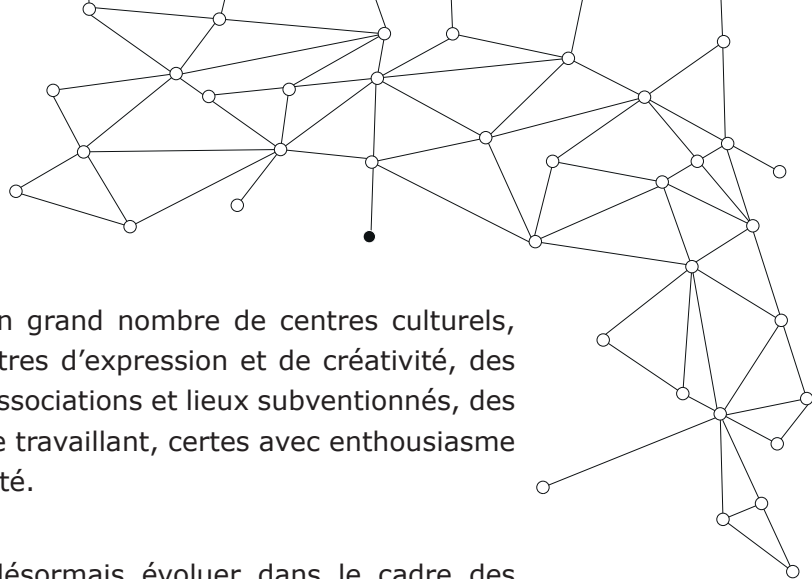 n grand nombre de centres culturels,
tres d’expression et de créativité, des
ssociations et lieux subventionnés, des
e travaillant, certes avec enthousiasme
té.
désormais évoluer dans le cadre des